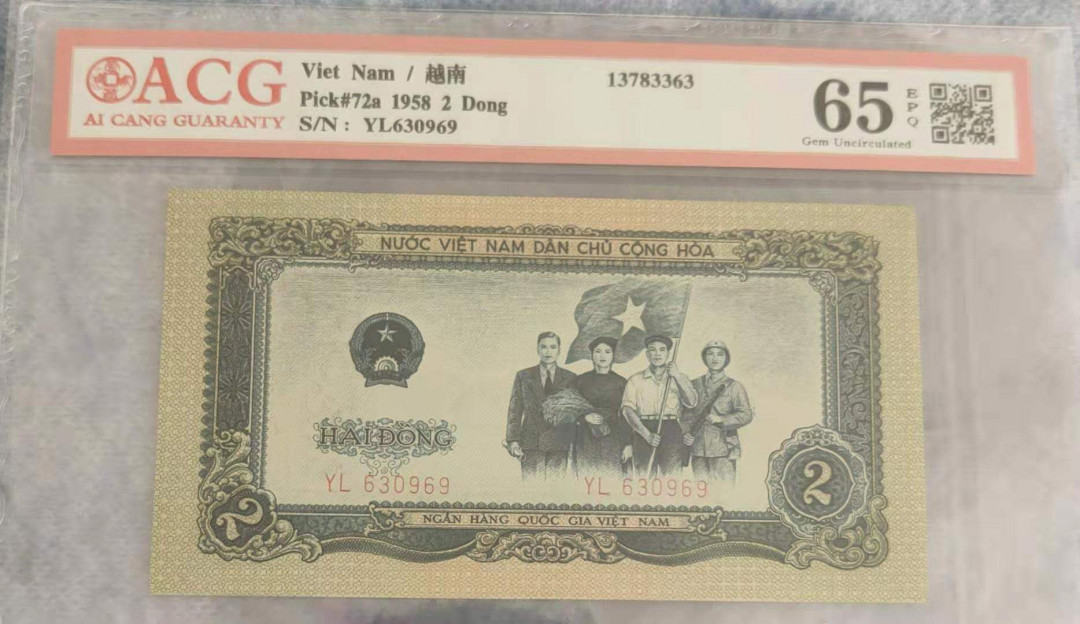 ACG
AI CANG GUARANTY
Viet Nam / 越南
Pick#72a 1958 2 Dong
S/N : YL630969
13783363
65
EPQ
Gem Uncirculated
NƯỚC VIỆT NAM DÂN CHỦ CỘNG HÒA
HAI ĐỒNG
YL 630969
YL 630969
2
2
NGÂN HÀNG QUỐC GIA VIỆT NAM